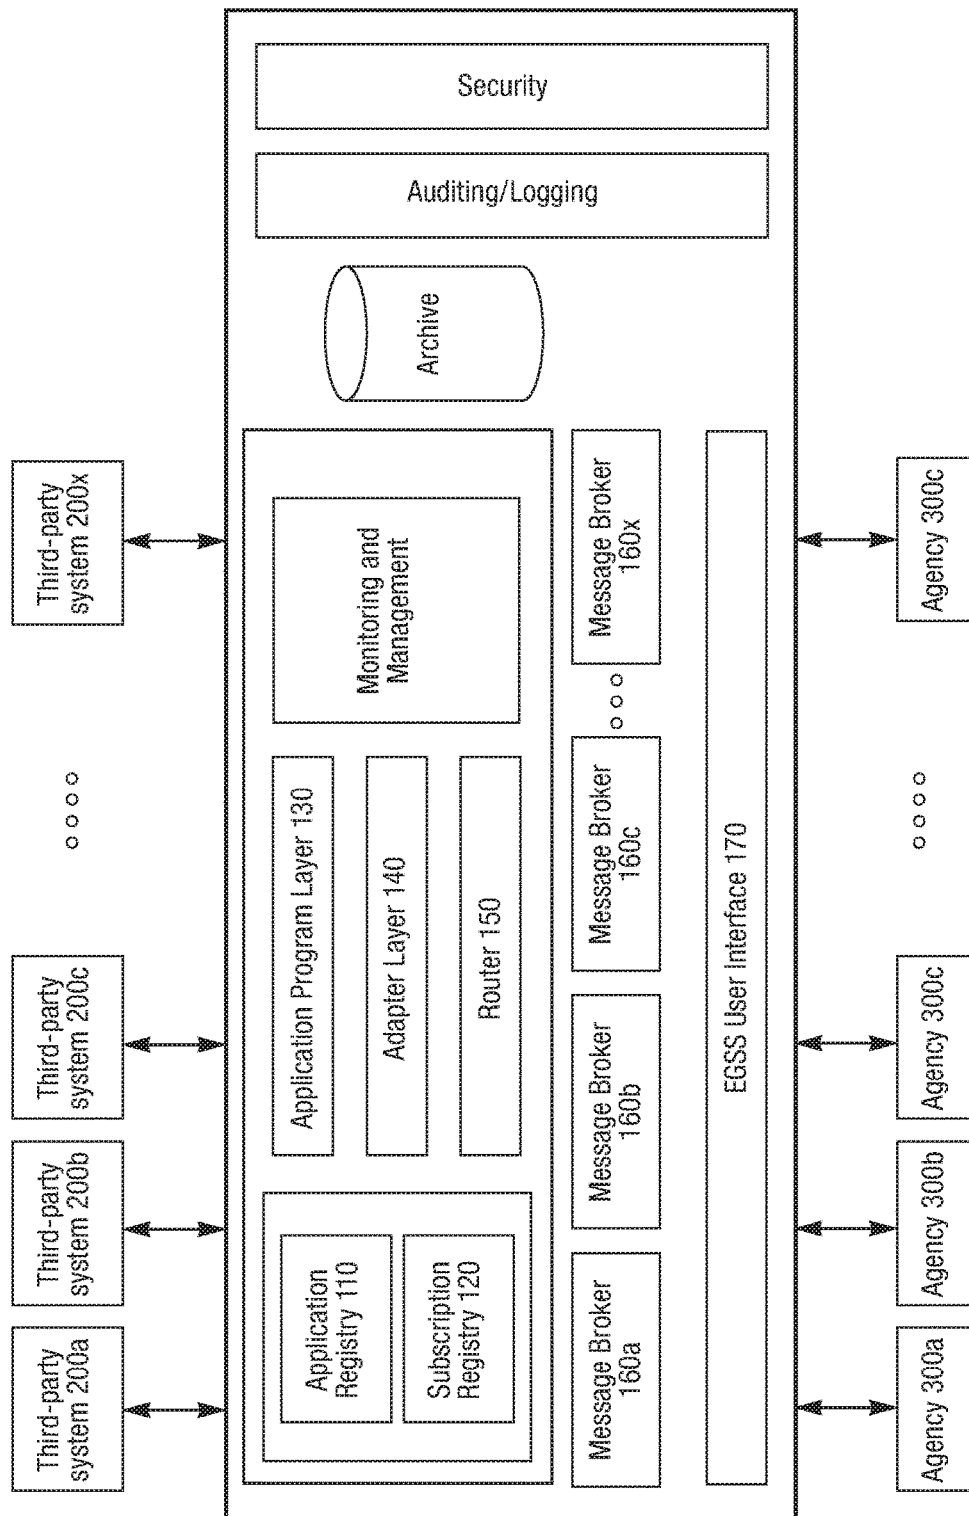 Third-party
system 200a
Third-party
system 200b
Third-party
system 200c
Third-party
system 200x
Application
Registry 110
Subscription
Registry 120
Application Program Layer 130
Adapter Layer 140
Router 150
Monitoring and
Management
Archive
Auditing/Logging
Security
Message Broker
160a
Message Broker
160b
Message Broker
160c
Message Broker
160x
EGSS User Interface 170
Agency 300a
Agency 300b
Agency 300c
Agency 300c